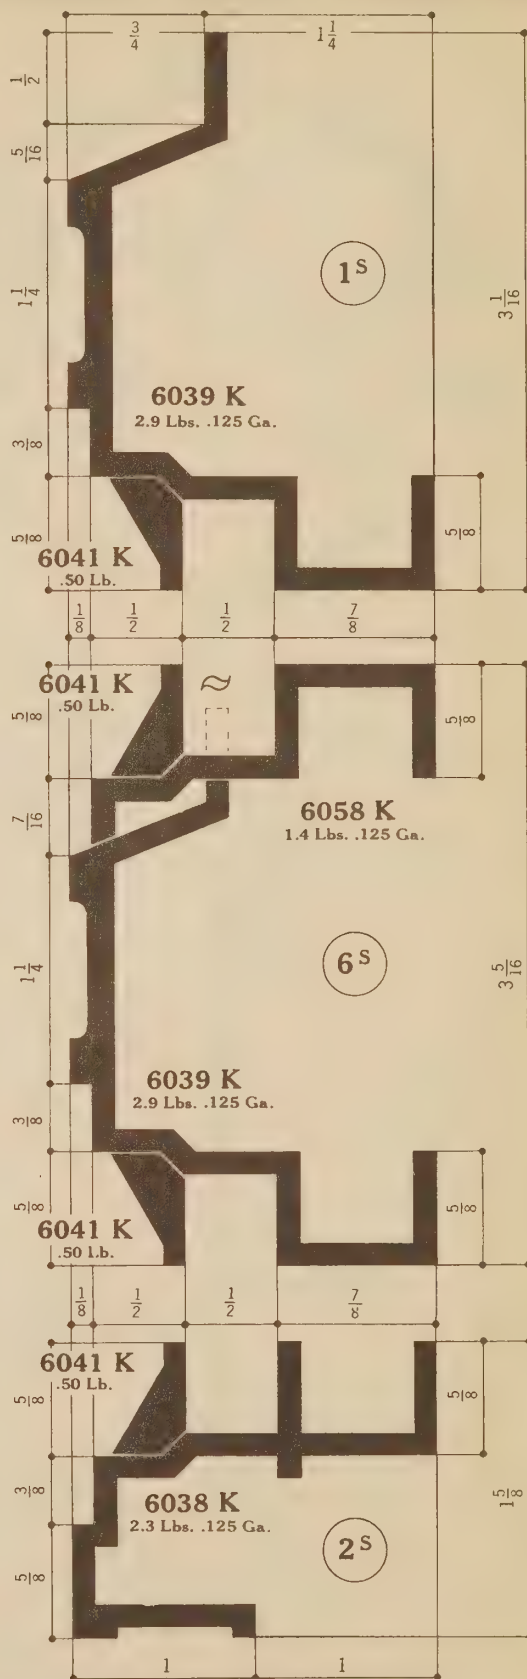 3/4
1 1/4
1/2
5/16
1 S
1 1/4
3 1/16
6039 K
2.9 Lbs. .125 Ga.
3/8
5/8
5/8
6041 K
.50 Lb.
1/8 1/2 1/2 7/8
6041 K
.50 Lb.
5/8
≈
5/8
6058 K
1.4 Lbs. .125 Ga.
7/16
6 S
1 1/4
3 5/16
6039 K
2.9 Lbs. .125 Ga.
3/8
5/8
5/8
6041 K
.50 Lb.
1/8 1/2 1/2 7/8
6041 K
.50 Lb.
5/8
5/8
6038 K
2.3 Lbs. .125 Ga.
3/8
1 5/8
2 S
5/8
1 1